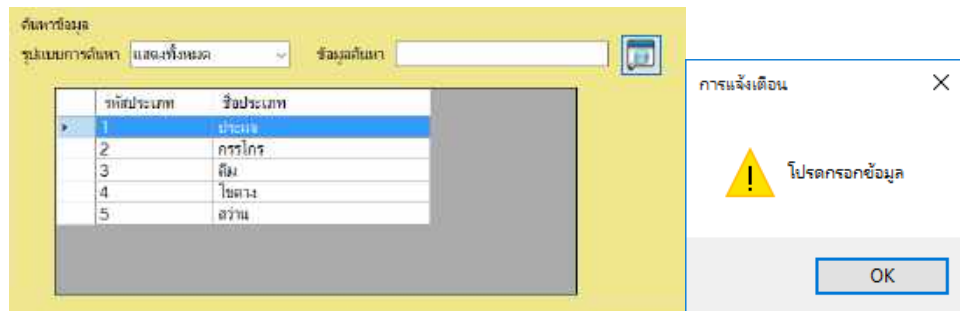 ค้นหาข้อมูล
รูปแบบการค้นหา แสดงทั้งหมด ข้อมูลค้นหา
รหัสประเภท ชื่อประเภท
1
2 กรรไกร
3 คีม
4 ไขควง
5 สว่าน
การแจ้งเตือน
โปรดกรอกข้อมูล
OK